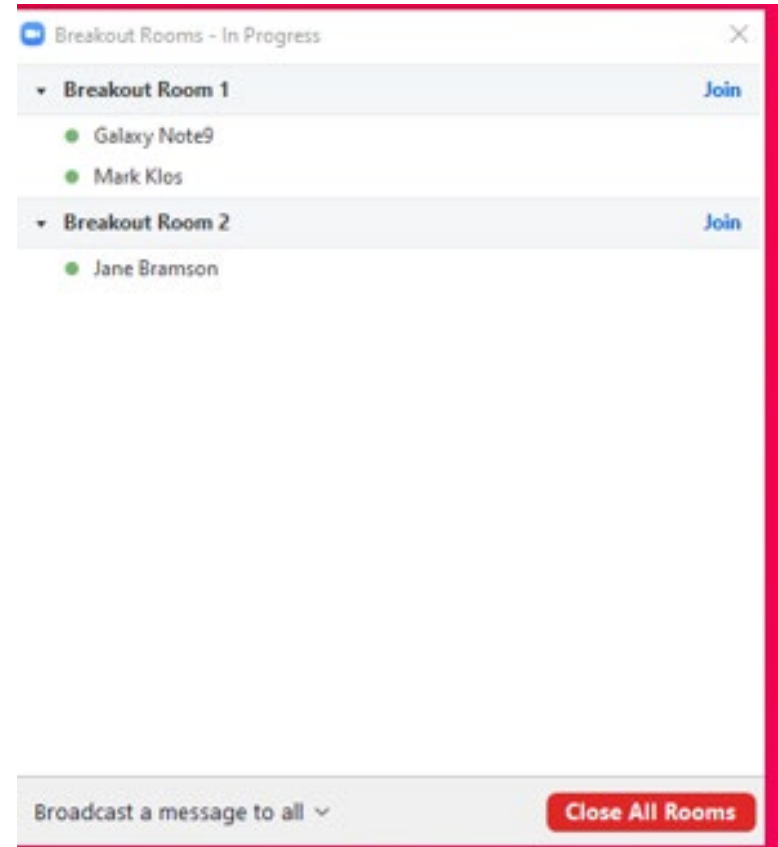 Breakout Rooms - In Progress
Breakout Room 1 Join
Galaxy Note9
Mark Klos
Breakout Room 2 Join
Jane Bramson
Broadcast a message to all Close All Rooms